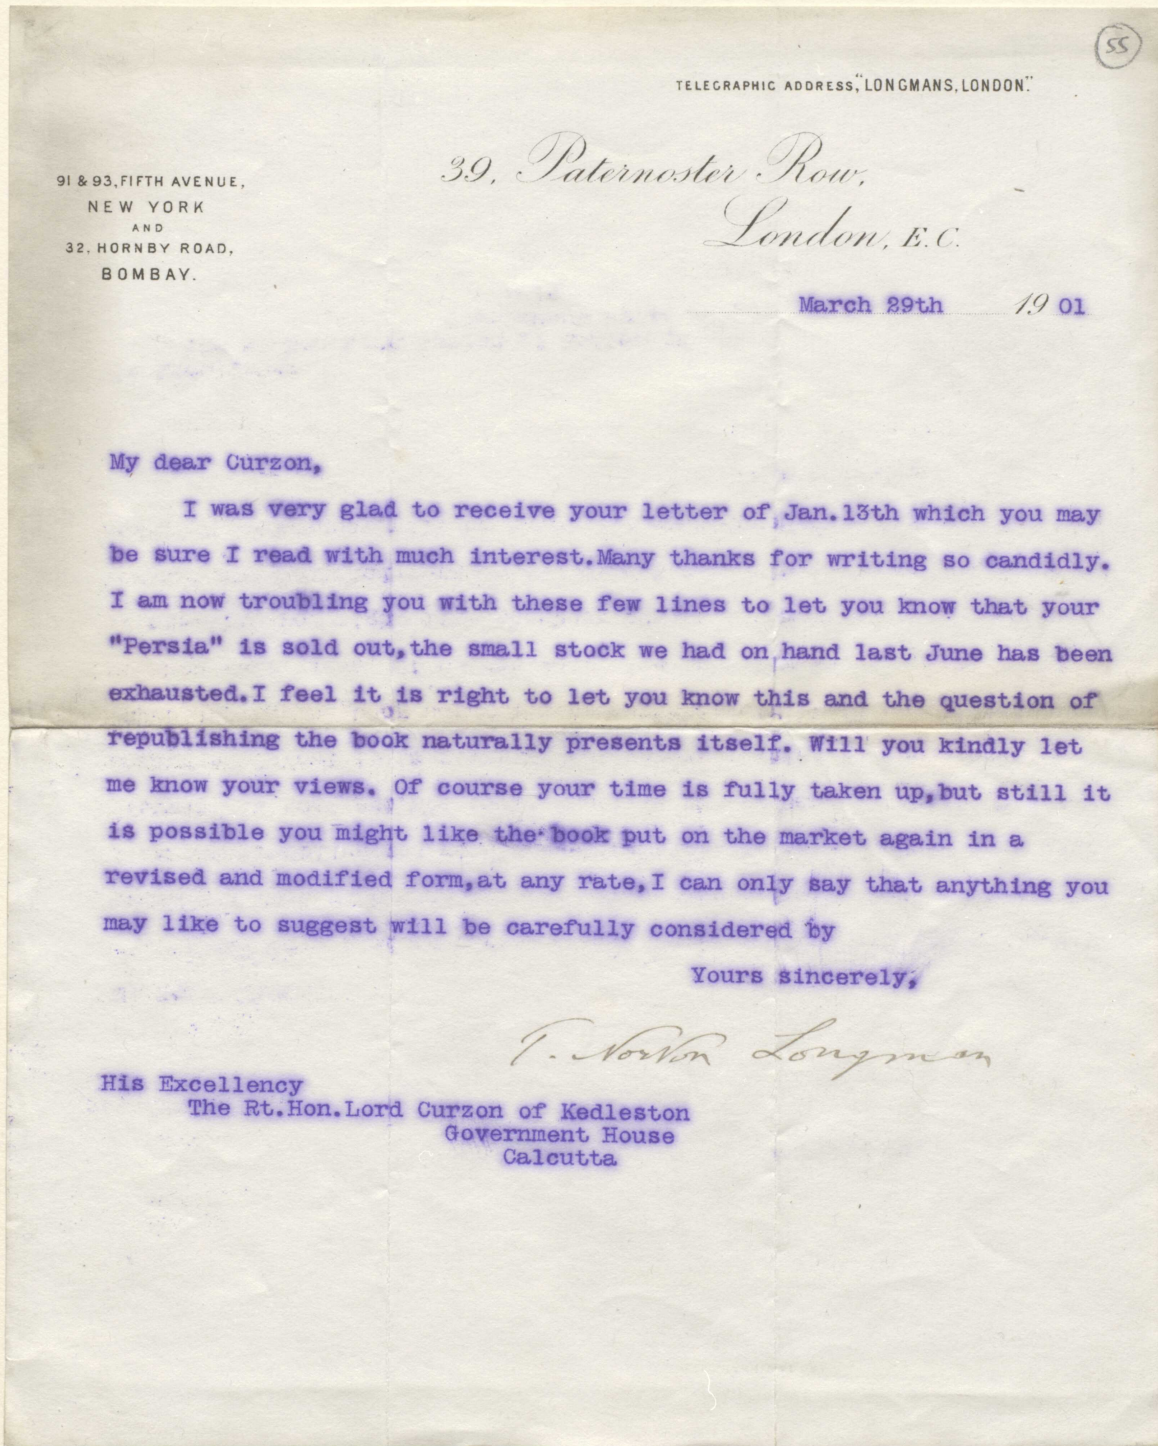 55
TELEGRAPHIC ADDRESS, "LONGMANS, LONDON."
39, Paternoster Row,
London, E.C.
91 & 93, FIFTH AVENUE,
NEW YORK
AND
32, HORNBY ROAD,
BOMBAY.
March 29th 1901
My dear Curzon,
I was very glad to receive your letter of Jan.13th which you may
be sure I read with much interest.Many thanks for writing so candidly.
I am now troubling you with these few lines to let you know that your
"Persia" is sold out,the small stock we had on hand last June has been
exhausted.I feel it is right to let you know this and the question of
republishing the book naturally presents itself. Will you kindly let
me know your views. Of course your time is fully taken up,but still it
is possible you might like the book put on the market again in a
revised and modified form,at any rate,I can only say that anything you
may like to suggest will be carefully considered by
Yours sincerely,
T. Norton Longman
His Excellency
The Rt.Hon.Lord Curzon of Kedleston
Government House
Calcutta